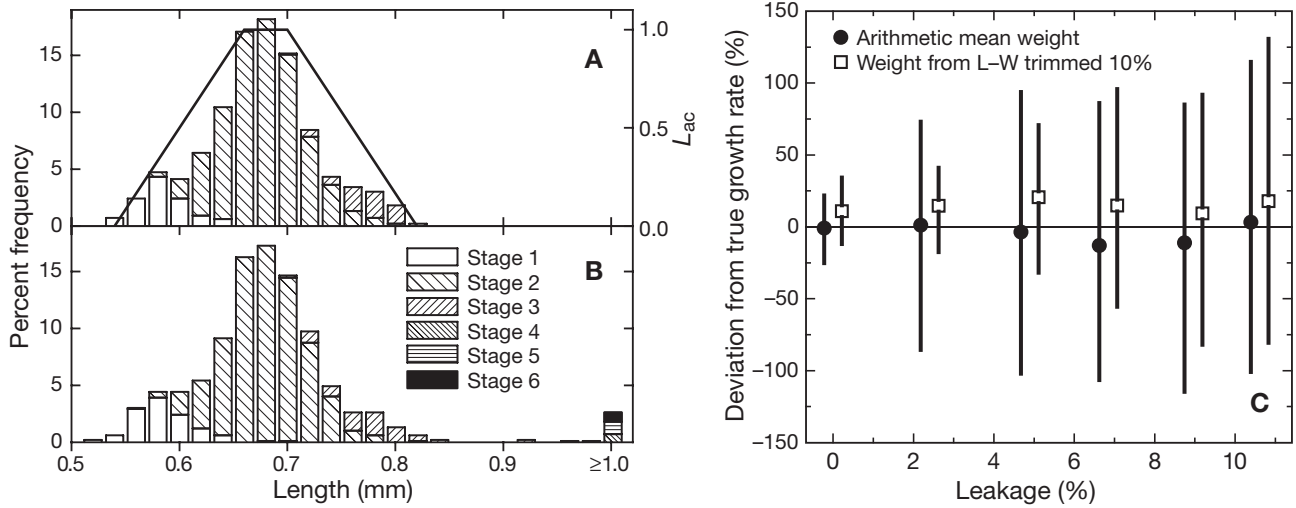 A
15
10
5
0
1.0
0.5
0.0
L_ac
Percent frequency
B
15
10
5
0
Stage 1
Stage 2
Stage 3
Stage 4
Stage 5
Stage 6
0.5 0.6 0.7 0.8 0.9 ≥1.0
Length (mm)
Deviation from true growth rate (%)
150
100
50
0
−50
−100
−150
Arithmetic mean weight
Weight from L–W trimmed 10%
C
0 2 4 6 8 10
Leakage (%)